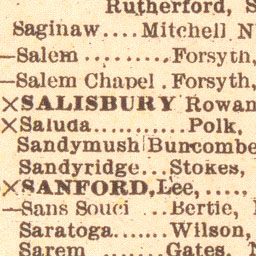 Rutherford, S
Saginaw....Mitchell N
—Salem .........Forsyth,
—Salem Chapel.Forsyth,
×SALISBURY Rowan
×Saluda...........Polk,
Sandymush Buncombe
Sandyridge...Stokes,
×SANFORD,Lee,.....,
—Sans Souci ...Bertie,
Saratoga.......Wilson,
Sarem .......Gates, N